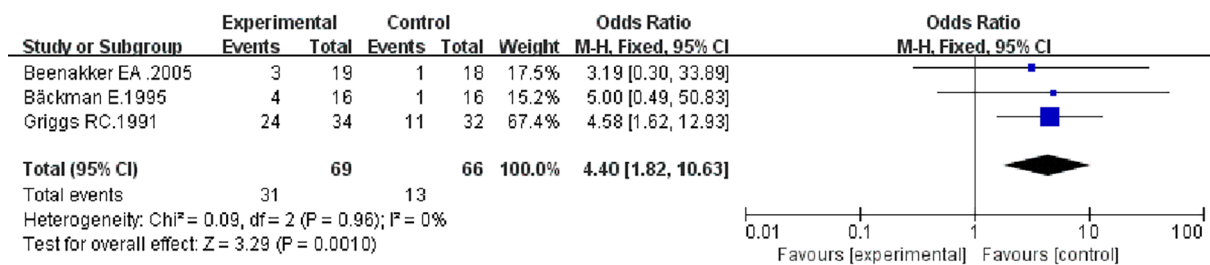 Experimental Control Odds Ratio Odds Ratio
Study or Subgroup Events Total Events Total Weight M-H, Fixed, 95% CI M-H, Fixed, 95% CI
Beenakker EA .2005 3 19 1 18 17.5% 3.19 [0.30, 33.89]
Bäckman E.1995 4 16 1 16 15.2% 5.00 [0.49, 50.83]
Griggs RC.1991 24 34 11 32 67.4% 4.58 [1.62, 12.93]
Total (95% CI) 69 66 100.0% 4.40 [1.82, 10.63]
Total events 31 13
Heterogeneity: Chi² = 0.09, df = 2 (P = 0.96); I² = 0%
Test for overall effect: Z = 3.29 (P = 0.0010)
0.01 0.1 1 10 100
Favours [experimental] Favours [control]